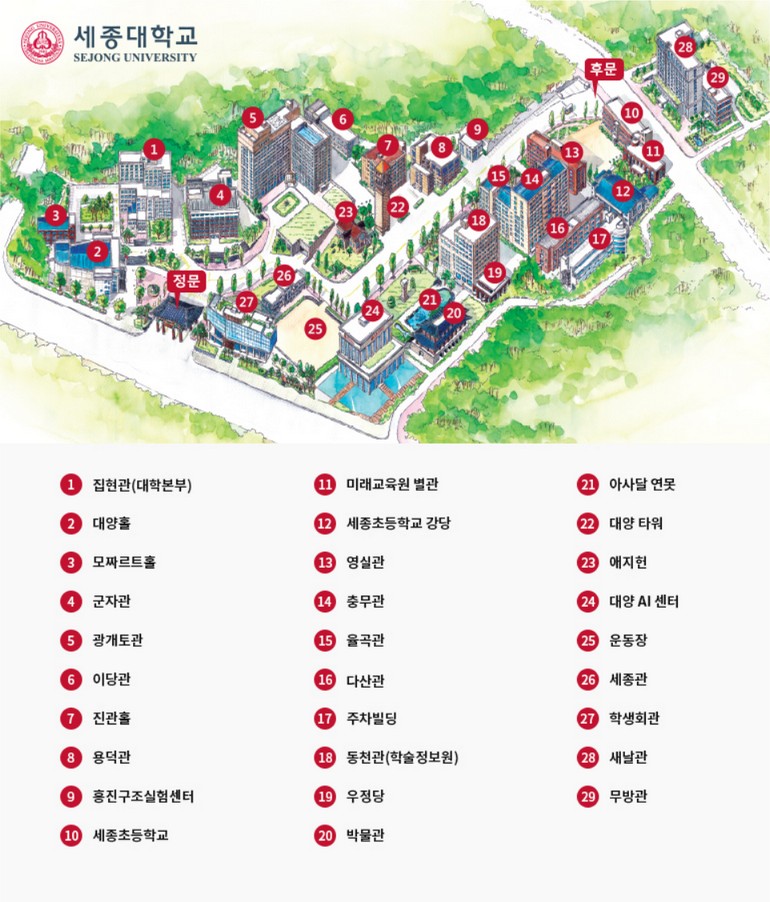 세종대학교
SEJONG UNIVERSITY
후문
28
29
5
6
10
9
1
7
8
13
11
15
14
12
4
3
23
22
18
16
17
2
정문
26
19
27
21
24
20
25
1 집현관(대학본부)
2 대양홀
3 모짜르트홀
4 군자관
5 광개토관
6 이당관
7 진관홀
8 용덕관
9 흥진구조실험센터
10 세종초등학교
11 미래교육원 별관
12 세종초등학교 강당
13 영실관
14 충무관
15 율곡관
16 다산관
17 주차빌딩
18 동천관(학술정보원)
19 우정당
20 박물관
21 아사달 연못
22 대양 타워
23 애지헌
24 대양 AI 센터
25 운동장
26 세종관
27 학생회관
28 새날관
29 무방관